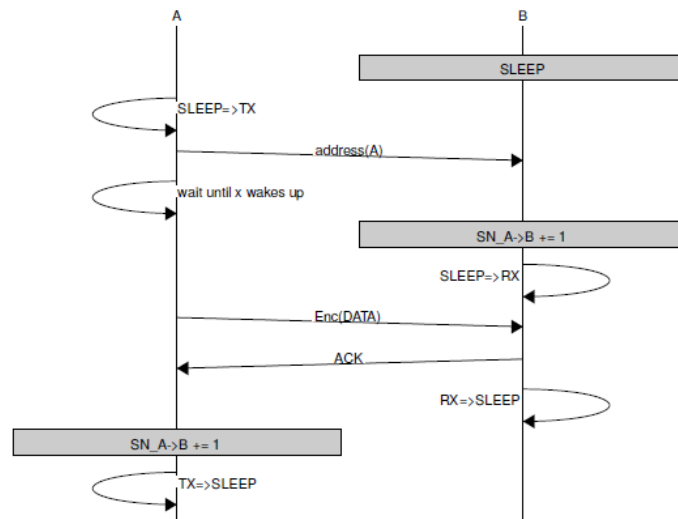 A
B
SLEEP
SLEEP=>TX
address(A)
wait until x wakes up
SN_A->B += 1
SLEEP=>RX
Enc(DATA)
ACK
RX=>SLEEP
SN_A->B += 1
TX=>SLEEP